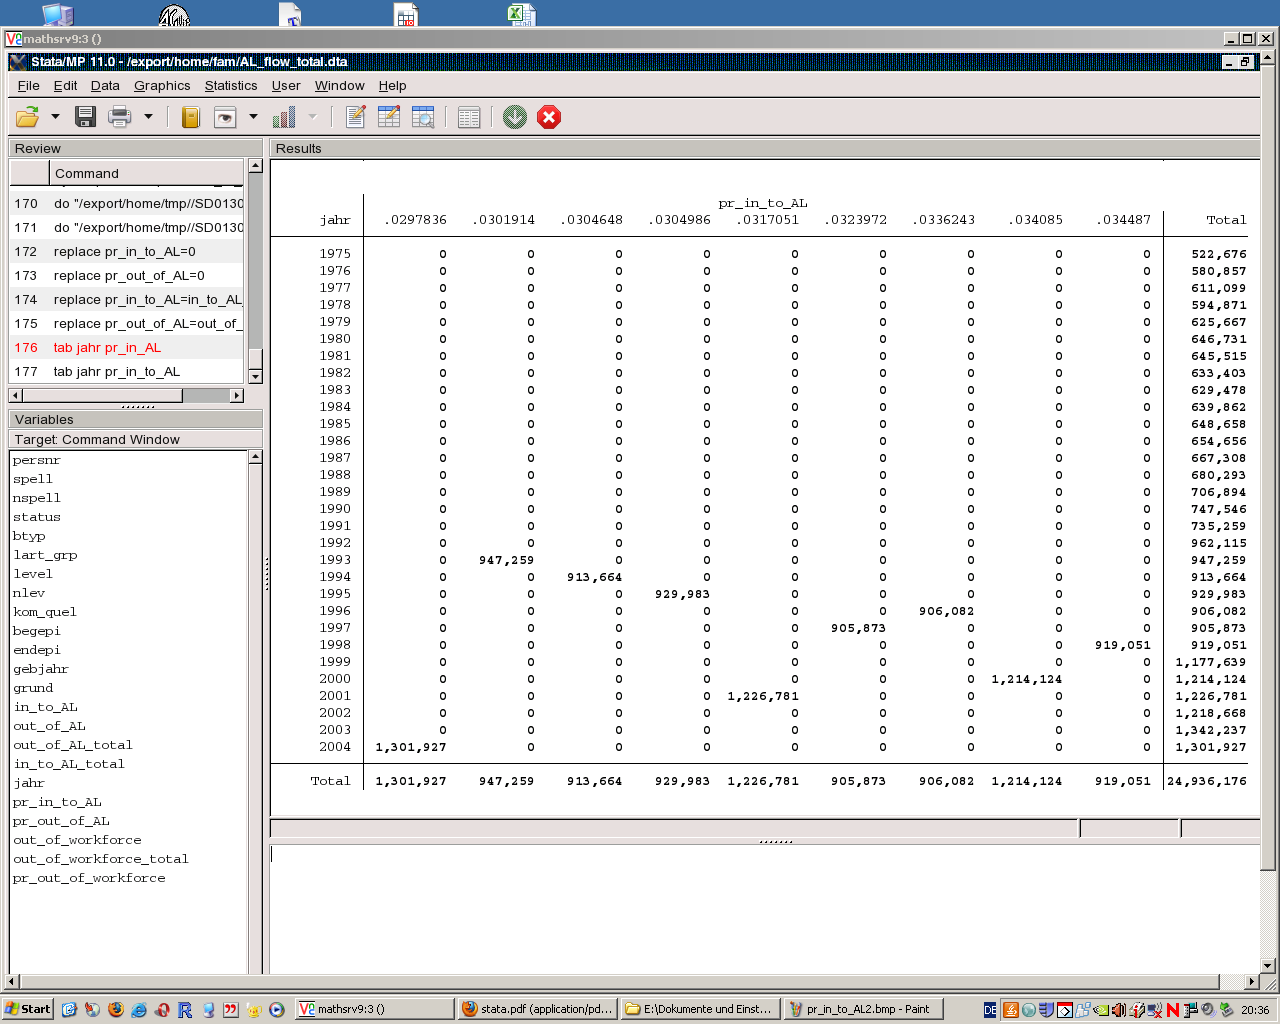 mathsrv9:3 ()
Stata/MP 11.0 - /export/home/fam/AL_flow_total.dta
File Edit Data Graphics Statistics User Window Help
Review
Command
170 do "/export/home/tmp//SD0130
171 do "/export/home/tmp//SD0130
172 replace pr_in_to_AL=0
173 replace pr_out_of_AL=0
174 replace pr_in_to_AL=in_to_AL_
175 replace pr_out_of_AL=out_of_
176 tab jahr pr_in_AL
177 tab jahr pr_in_to_AL
Variables
Target: Command Window
persnr
spell
nspell
status
btyp
lart_grp
level
nlev
kom_quel
begepi
endepi
gebjahr
grund
in_to_AL
out_of_AL
out_of_AL_total
in_to_AL_total
jahr
pr_in_to_AL
pr_out_of_AL
out_of_workforce
out_of_workforce_total
pr_out_of_workforce
Results
pr_in_to_AL
jahr .0297836 .0301914 .0304648 .0304986 .0317051 .0323972 .0336243 .034085 .034487 Total
1975 0 0 0 0 0 0 0 0 0 522,676
1976 0 0 0 0 0 0 0 0 0 580,857
1977 0 0 0 0 0 0 0 0 0 611,099
1978 0 0 0 0 0 0 0 0 0 594,871
1979 0 0 0 0 0 0 0 0 0 625,667
1980 0 0 0 0 0 0 0 0 0 646,731
1981 0 0 0 0 0 0 0 0 0 645,515
1982 0 0 0 0 0 0 0 0 0 633,403
1983 0 0 0 0 0 0 0 0 0 629,478
1984 0 0 0 0 0 0 0 0 0 639,862
1985 0 0 0 0 0 0 0 0 0 648,658
1986 0 0 0 0 0 0 0 0 0 654,656
1987 0 0 0 0 0 0 0 0 0 667,308
1988 0 0 0 0 0 0 0 0 0 680,293
1989 0 0 0 0 0 0 0 0 0 706,894
1990 0 0 0 0 0 0 0 0 0 747,546
1991 0 0 0 0 0 0 0 0 0 735,259
1992 0 0 0 0 0 0 0 0 0 962,115
1993 0 947,259 0 0 0 0 0 0 0 947,259
1994 0 0 913,664 0 0 0 0 0 0 913,664
1995 0 0 0 929,983 0 0 0 0 0 929,983
1996 0 0 0 0 0 0 906,082 0 0 906,082
1997 0 0 0 0 0 905,873 0 0 0 905,873
1998 0 0 0 0 0 0 0 0 919,051 919,051
1999 0 0 0 0 0 0 0 0 0 1,177,639
2000 0 0 0 0 0 0 0 1,214,124 0 1,214,124
2001 0 0 0 0 1,226,781 0 0 0 0 1,226,781
2002 0 0 0 0 0 0 0 0 0 1,218,668
2003 0 0 0 0 0 0 0 0 0 1,342,237
2004 1,301,927 0 0 0 0 0 0 0 0 1,301,927
Total 1,301,927 947,259 913,664 929,983 1,226,781 905,873 906,082 1,214,124 919,051 24,936,176
Start mathsrv9:3 () stata.pdf (application/pd... E:\Dokumente und Einst... pr_in_to_AL2.bmp - Paint DE 20:36